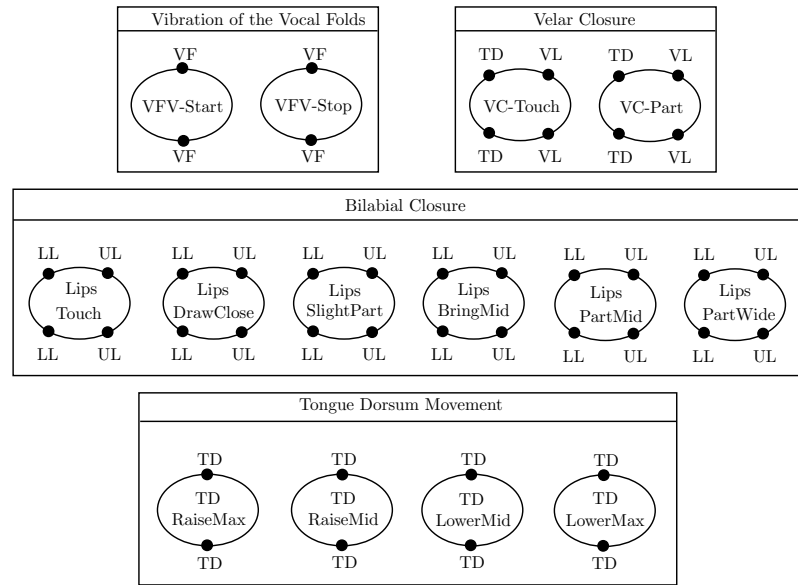 Vibration of the Vocal Folds
VF VF
VFV-Start VFV-Stop
VF VF
Velar Closure
TD VL TD VL
VC-Touch VC-Part
TD VL TD VL
Bilabial Closure
LL UL LL UL LL UL LL UL LL UL LL UL
Lips Lips Lips Lips Lips Lips
Touch DrawClose SlightPart BringMid PartMid PartWide
LL UL LL UL LL UL LL UL LL UL LL UL
Tongue Dorsum Movement
TD TD TD TD
TD TD TD TD
RaiseMax RaiseMid LowerMid LowerMax
TD TD TD TD